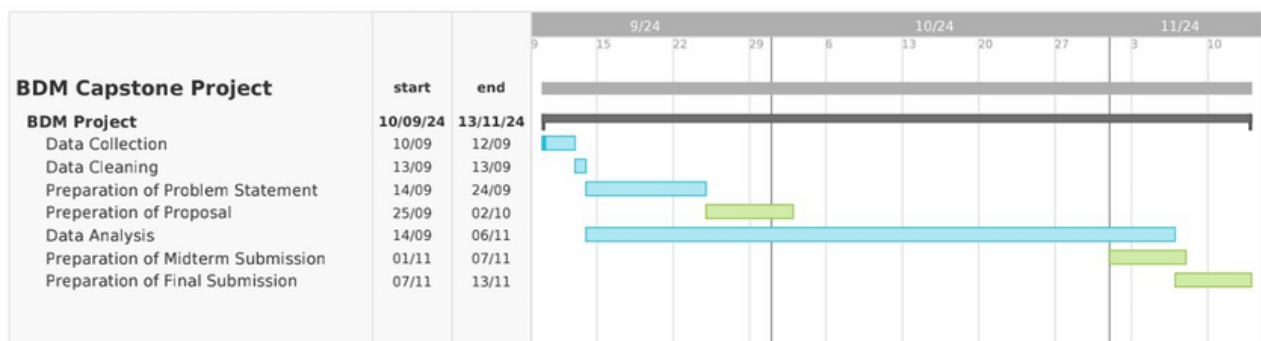 9/24 10/24 11/24
9 15 22 29 6 13 20 27 3 10
BDM Capstone Project start end
BDM Project 10/09/24 13/11/24
Data Collection 10/09 12/09
Data Cleaning 13/09 13/09
Preparation of Problem Statement 14/09 24/09
Preperation of Proposal 25/09 02/10
Data Analysis 14/09 06/11
Preparation of Midterm Submission 01/11 07/11
Preparation of Final Submission 07/11 13/11